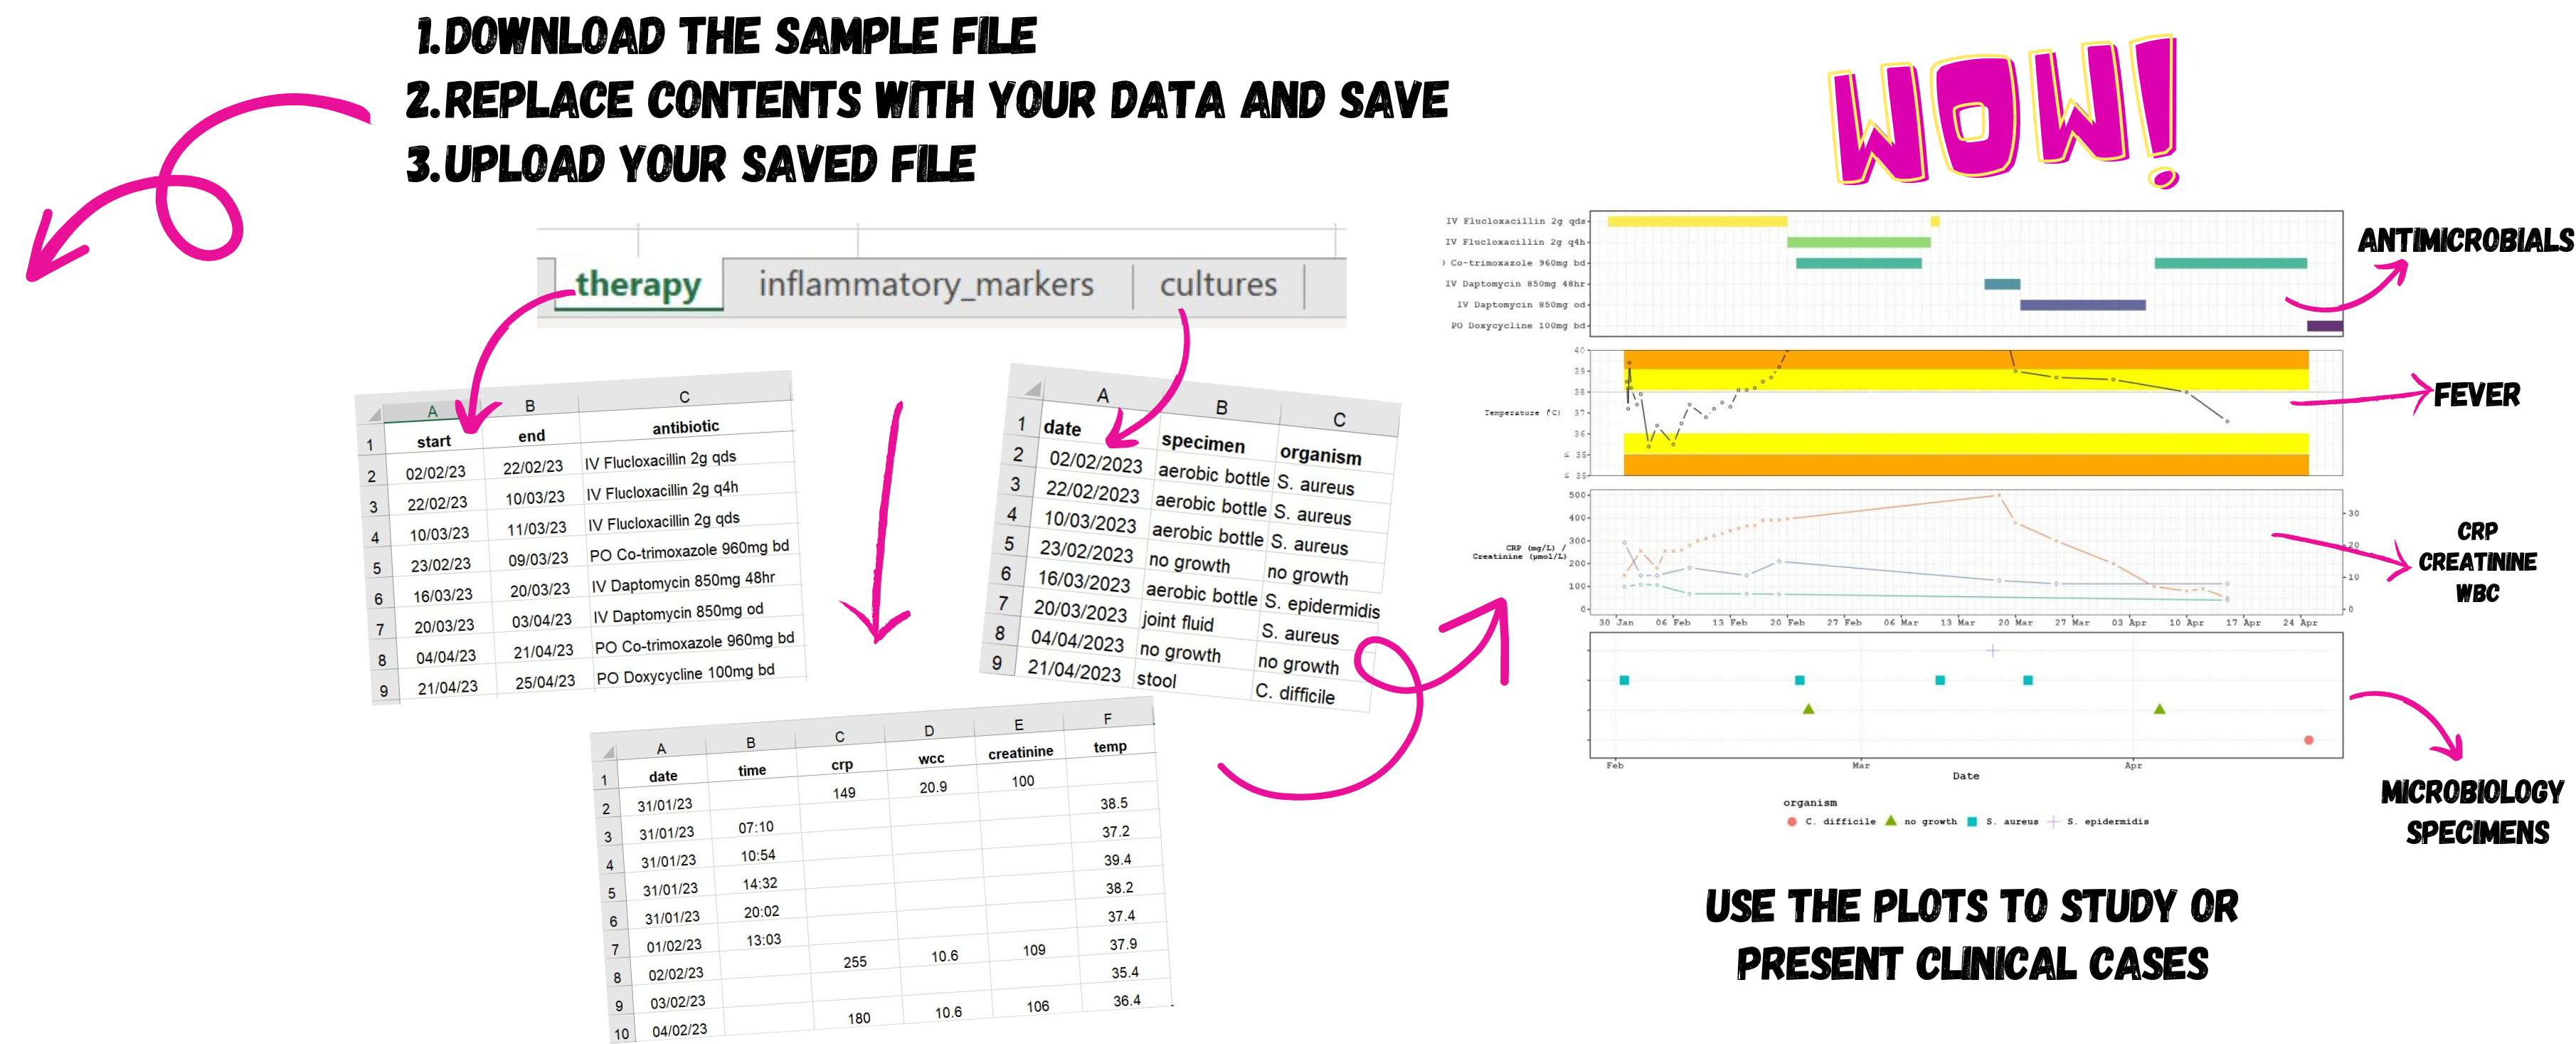 1.DOWNLOAD THE SAMPLE FILE
2.REPLACE CONTENTS WITH YOUR DATA AND SAVE
3.UPLOAD YOUR SAVED FILE
WOW!
therapy inflammatory_markers cultures
A B C
1 start end antibiotic
2 02/02/23 22/02/23 IV Flucloxacillin 2g qds
3 22/02/23 10/03/23 IV Flucloxacillin 2g q4h
4 10/03/23 11/03/23 IV Flucloxacillin 2g qds
5 23/02/23 09/03/23 PO Co-trimoxazole 960mg bd
6 16/03/23 20/03/23 IV Daptomycin 850mg 48hr
7 20/03/23 03/04/23 IV Daptomycin 850mg od
8 04/04/23 21/04/23 PO Co-trimoxazole 960mg bd
9 21/04/23 25/04/23 PO Doxycycline 100mg bd
A B C
1 date specimen organism
2 02/02/2023 aerobic bottle S. aureus
3 22/02/2023 aerobic bottle S. aureus
4 10/03/2023 aerobic bottle S. aureus
5 23/02/2023 no growth no growth
6 16/03/2023 aerobic bottle S. epidermidis
7 20/03/2023 joint fluid S. aureus
8 04/04/2023 no growth no growth
9 21/04/2023 stool C. difficile
A B C D E F
1 date time crp wcc creatinine temp
2 31/01/23 149 20.9 100
3 31/01/23 07:10 38.5
4 31/01/23 10:54 37.2
5 31/01/23 14:32 39.4
6 31/01/23 20:02 38.2
7 01/02/23 13:03 37.4
8 02/02/23 255 10.6 109 37.9
9 03/02/23 35.4
10 04/02/23 180 10.6 106 36.4
IV Flucloxacillin 2g qds
IV Flucloxacillin 2g q4h
Co-trimoxazole 960mg bd
IV Daptomycin 850mg 48hr
IV Daptomycin 850mg od
PO Doxycycline 100mg bd
ANTIMICROBIALS
40
39
38
Temperature (°C) 37
36
≤ 35
≤ 35
FEVER
500
400
300
200
100
0
CRP (mg/L) /
Creatinine (µmol/L)
30
20
10
0
30 Jan 06 Feb 13 Feb 20 Feb 27 Feb 06 Mar 13 Mar 20 Mar 27 Mar 03 Apr 10 Apr 17 Apr 24 Apr
CRP
CREATININE
WBC
Feb Mar Apr
Date
organism
C. difficile no growth S. aureus S. epidermidis
MICROBIOLOGY
SPECIMENS
USE THE PLOTS TO STUDY OR
PRESENT CLINICAL CASES